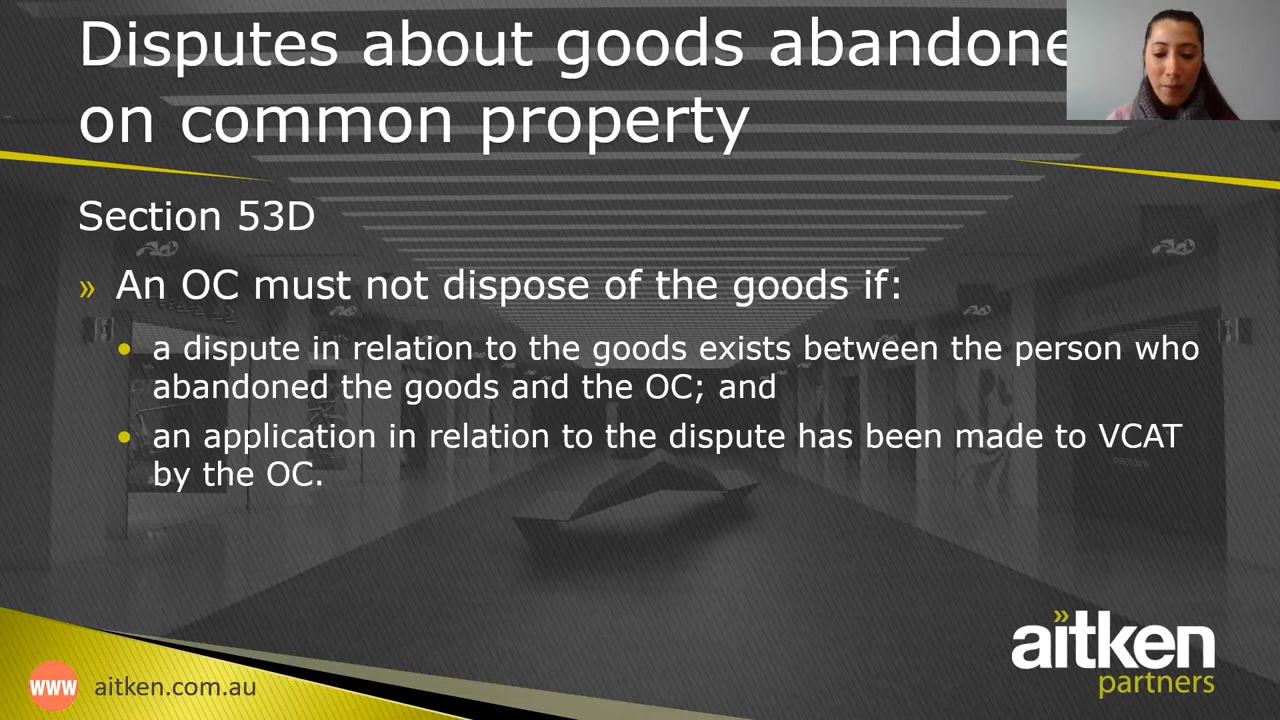 Disputes about goods abandone
on common property
Section 53D
» An OC must not dispose of the goods if:
• a dispute in relation to the goods exists between the person who
abandoned the goods and the OC; and
• an application in relation to the dispute has been made to VCAT
by the OC.
aitken
partners
www aitken.com.au